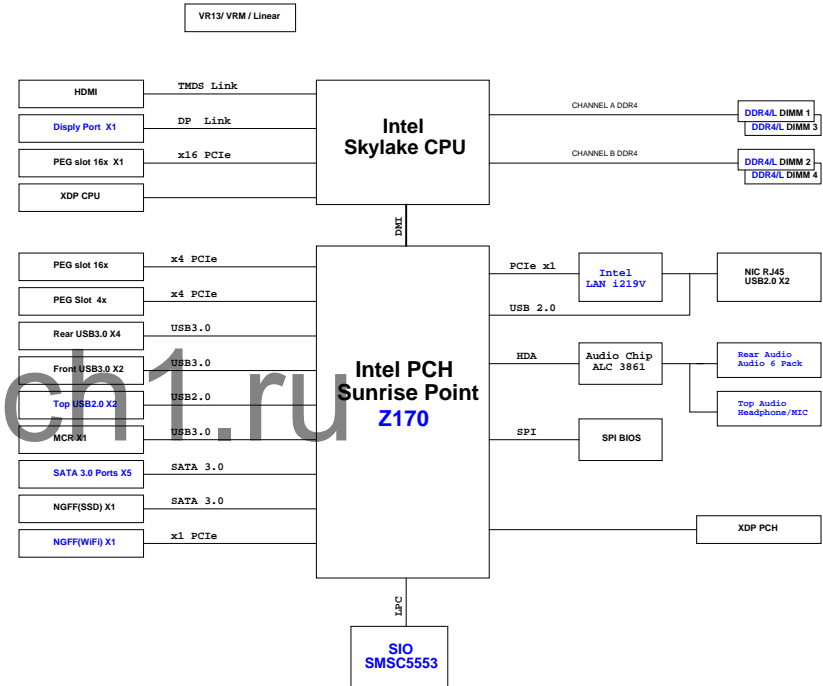 VR13/ VRM / Linear
HDMI
TMDS Link
Disply Port X1
DP Link
PEG slot 16x X1
x16 PCIe
XDP CPU
Intel
Skylake CPU
CHANNEL A DDR4
DDR4/L DIMM 1
DDR4/L DIMM 3
CHANNEL B DDR4
DDR4/L DIMM 2
DDR4/L DIMM 4
DMI
PEG slot 16x
x4 PCIe
PEG Slot 4x
x4 PCIe
Rear USB3.0 X4
USB3.0
Front USB3.0 X2
USB3.0
Top USB2.0 X2
USB2.0
MCR X1
USB3.0
SATA 3.0 Ports X5
SATA 3.0
NGFF(SSD) X1
SATA 3.0
NGFF(WiFi) X1
x1 PCIe
ch1.ru
Intel PCH
Sunrise Point
Z170
PCIe x1
Intel
LAN i219V
NIC RJ45
USB2.0 X2
USB 2.0
HDA
Audio Chip
ALC 3861
Rear Audio
Audio 6 Pack
Top Audio
Headphone/MIC
SPI
SPI BIOS
XDP PCH
LPC
SIO
SMSC5553